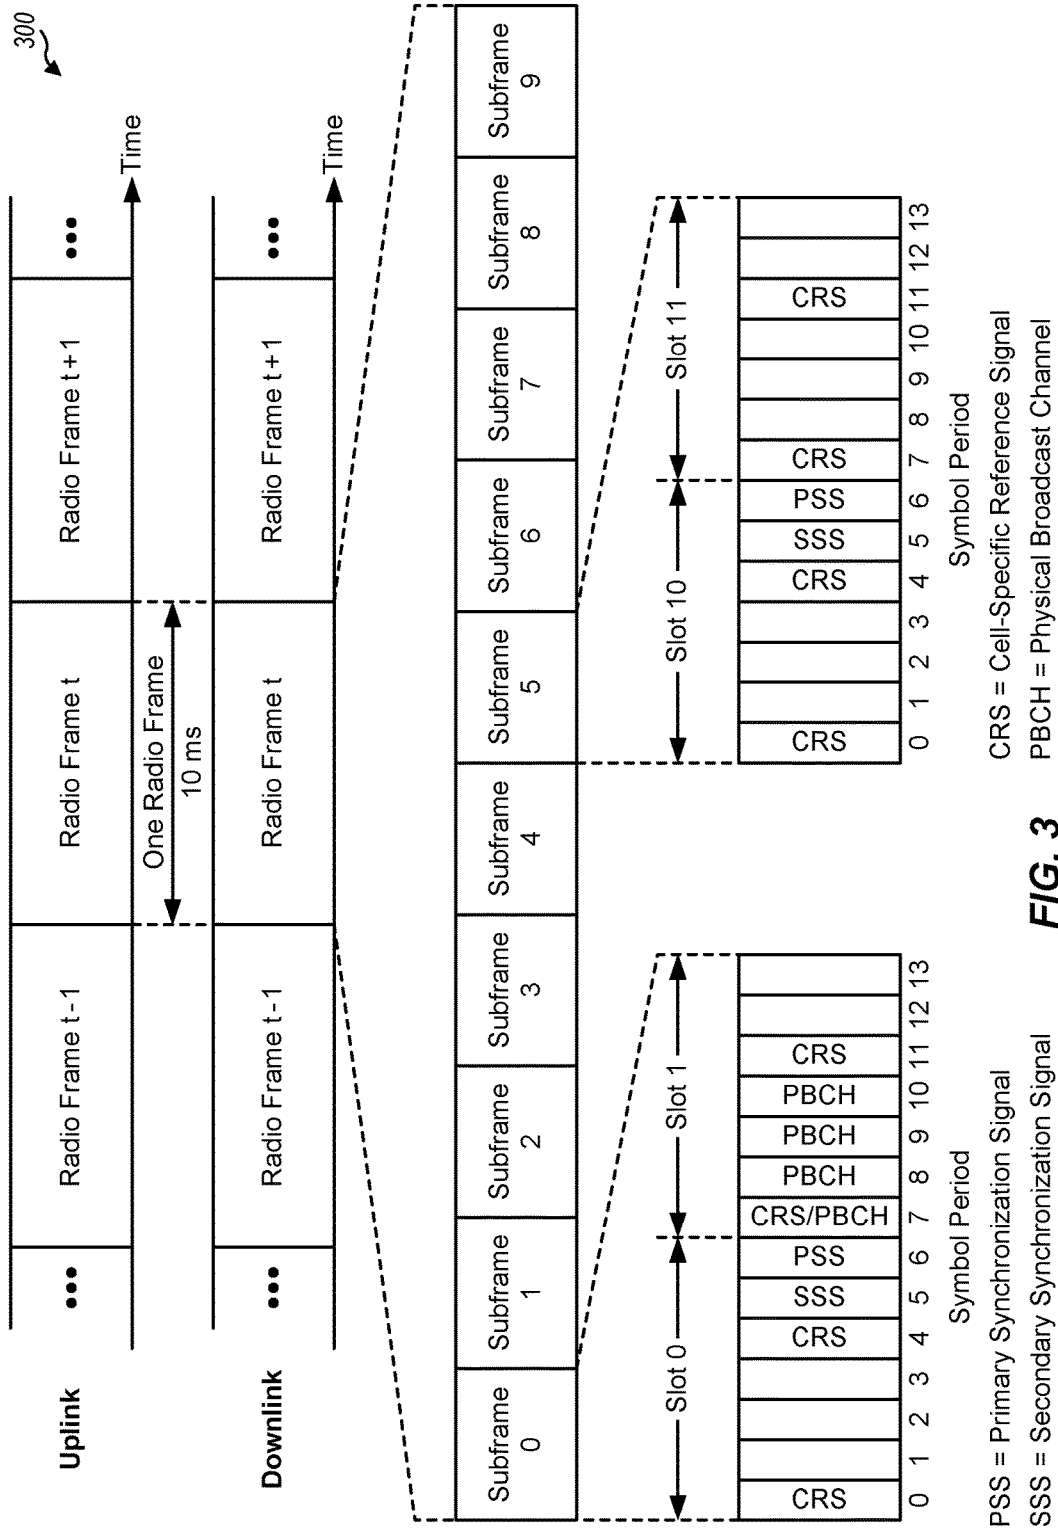 300
Uplink
•••
Radio Frame t-1
Radio Frame t
Radio Frame t+1
•••
Time
One Radio Frame
10 ms
Downlink
•••
Radio Frame t-1
Radio Frame t
Radio Frame t+1
•••
Time
Subframe
0
Subframe
1
Subframe
2
Subframe
3
Subframe
4
Subframe
5
Subframe
6
Subframe
7
Subframe
8
Subframe
9
Slot 0
Slot 1
CRS
CRS
SSS
PSS
CRS/PBCH
PBCH
PBCH
PBCH
CRS
0 1 2 3 4 5 6 7 8 9 10 11 12 13
Symbol Period
Slot 10
Slot 11
CRS
CRS
SSS
PSS
CRS
CRS
0 1 2 3 4 5 6 7 8 9 10 11 12 13
Symbol Period
PSS = Primary Synchronization Signal
SSS = Secondary Synchronization Signal
CRS = Cell-Specific Reference Signal
PBCH = Physical Broadcast Channel
FIG. 3